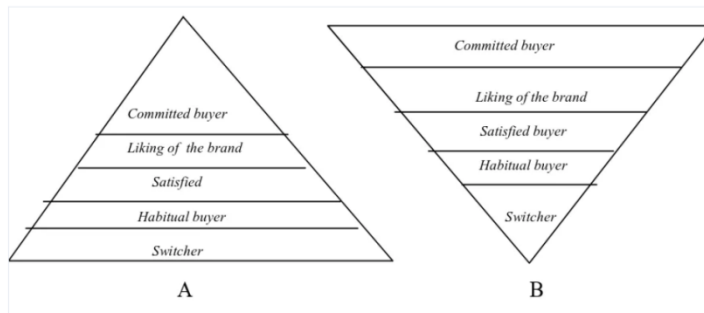 Committed buyer
Liking of the brand
Satisfied
Habitual buyer
Switcher
A
Committed buyer
Liking of the brand
Satisfied buyer
Habitual buyer
Switcher
B